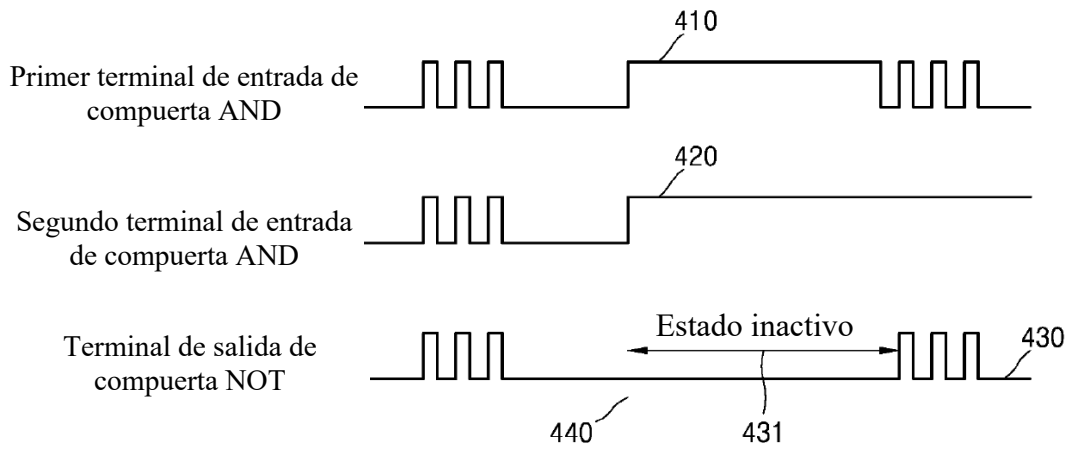 410
Primer terminal de entrada de
compuerta AND
420
Segundo terminal de entrada
de compuerta AND
Estado inactivo
Terminal de salida de
compuerta NOT
430
440
431